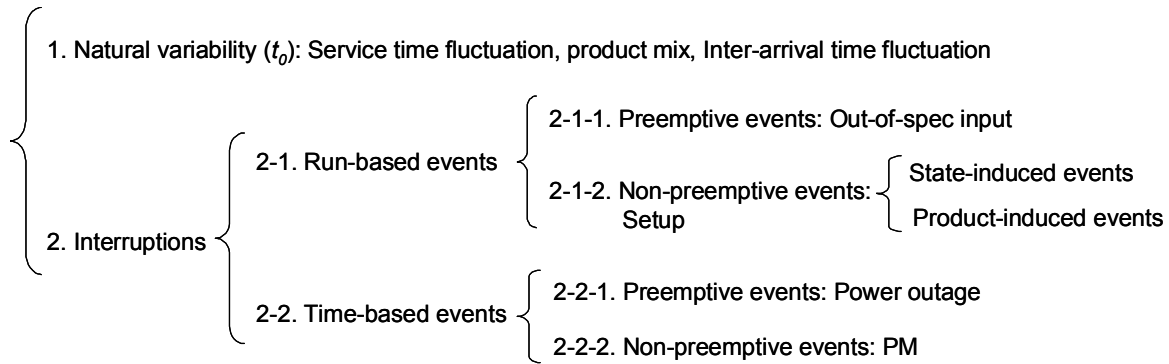 1. Natural variability (t0): Service time fluctuation, product mix, Inter-arrival time fluctuation
2-1-1. Preemptive events: Out-of-spec input
2-1. Run-based events
State-induced events
2-1-2. Non-preemptive events:
Setup
Product-induced events
2. Interruptions
2-2-1. Preemptive events: Power outage
2-2. Time-based events
2-2-2. Non-preemptive events: PM